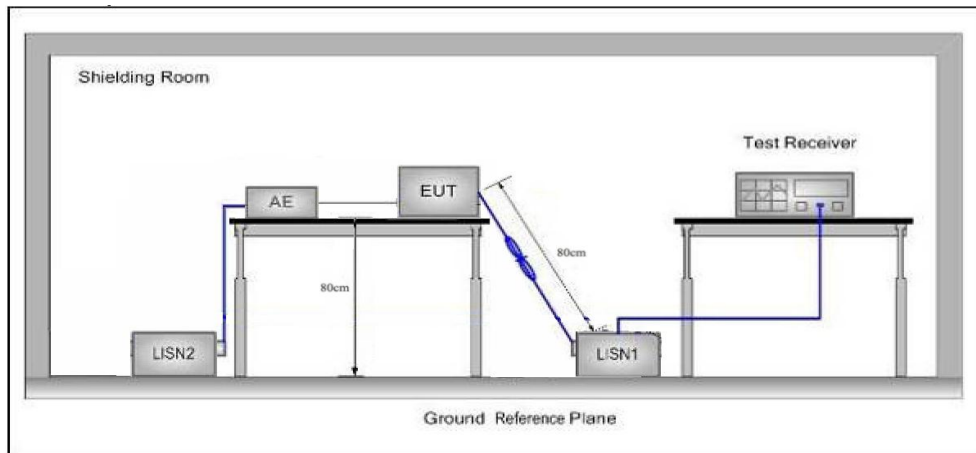 Shielding Room
Test Receiver
EUT
AE
80cm
80cm
LISN2
LISN1
Ground Reference Plane